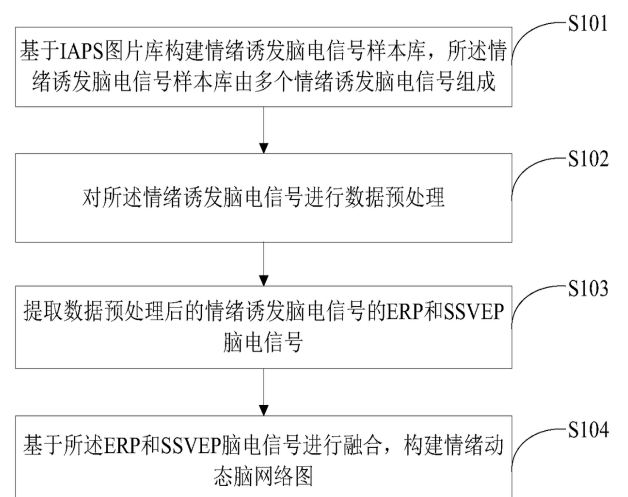 S101
基于IAPS图片库构建情绪诱发脑电信号样本库，所述情
绪诱发脑电信号样本库由多个情绪诱发脑电信号组成
S102
对所述情绪诱发脑电信号进行数据预处理
S103
提取数据预处理后的情绪诱发脑电信号的ERP和SSVEP
脑电信号
S104
基于所述ERP和SSVEP脑电信号进行融合，构建情绪动
态脑网络图